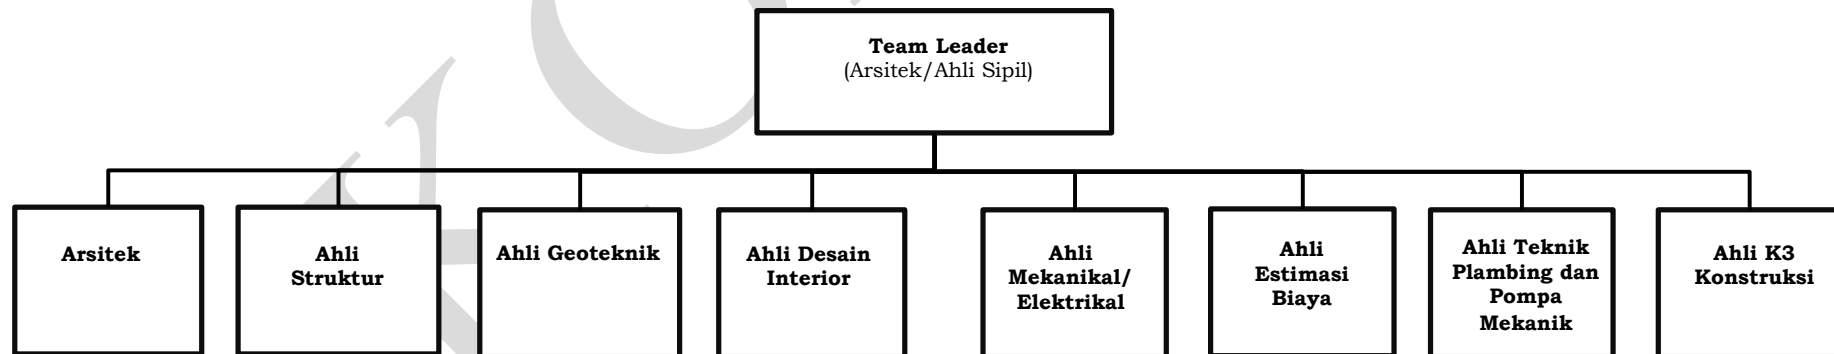 Team Leader
(Arsitek/Ahli Sipil)
Arsitek
Ahli
Struktur
Ahli Geoteknik
Ahli Desain
Interior
Ahli
Mekanikal/
Elektrikal
Ahli
Estimasi
Biaya
Ahli Teknik
Plambing dan
Pompa
Mekanik
Ahli K3
Konstruksi